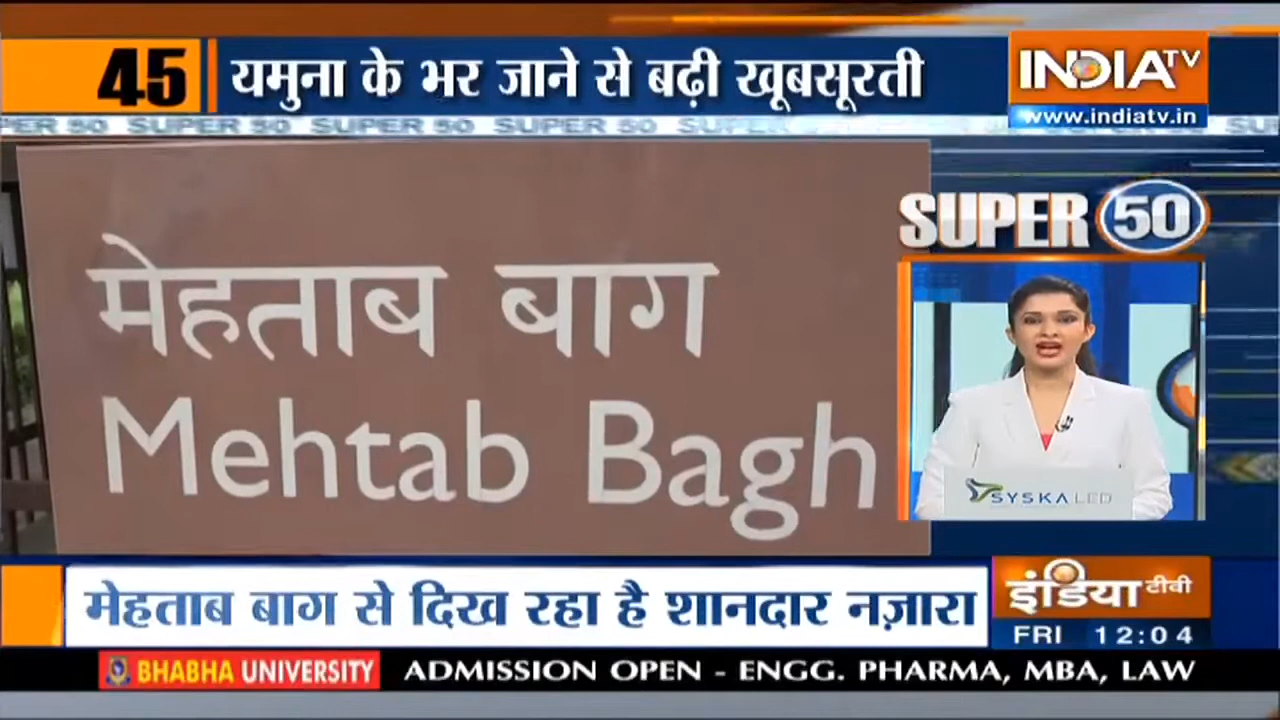 45 यमुना के भर जाने से बढ़ी खूबसूरती
INDIA TV
www.indiatv.in
SUPER 50 SUPER 50 SUPER 50 SUPER 50
SUPER 50
मेहताब बाग
Mehtab Bagh
SYSKA LED
मेहताब बाग से दिख रहा है शानदार नज़ारा
इंडिया टीवी
FRI 12:04
BHABHA UNIVERSITY ADMISSION OPEN - ENGG. PHARMA, MBA, LAW